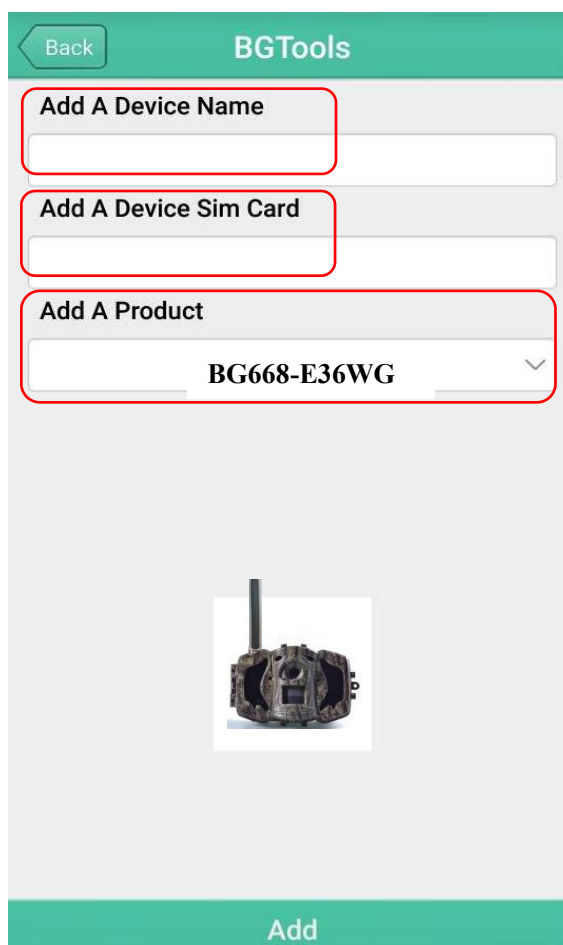 Back
BGTools
Add A Device Name
Add A Device Sim Card
Add A Product
BG668-E36WG
Add